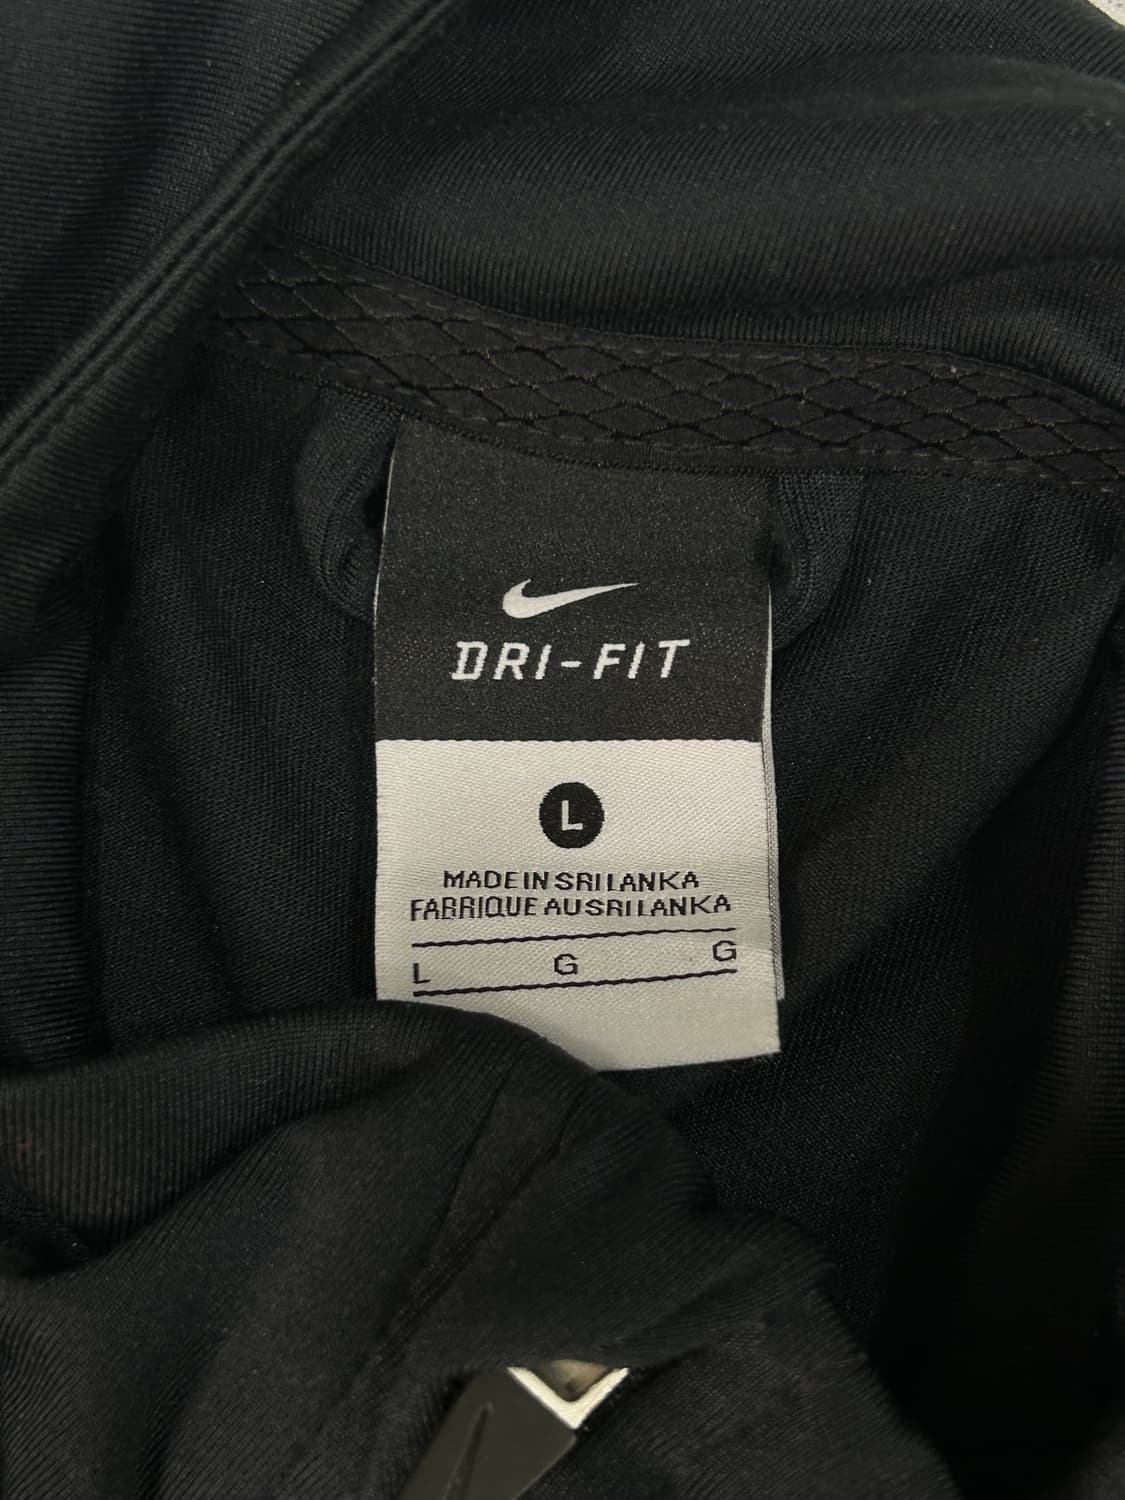 DRI-FIT
L
MADE IN SRI LANKA
FABRIQUE AU SRI LANKA
L G G